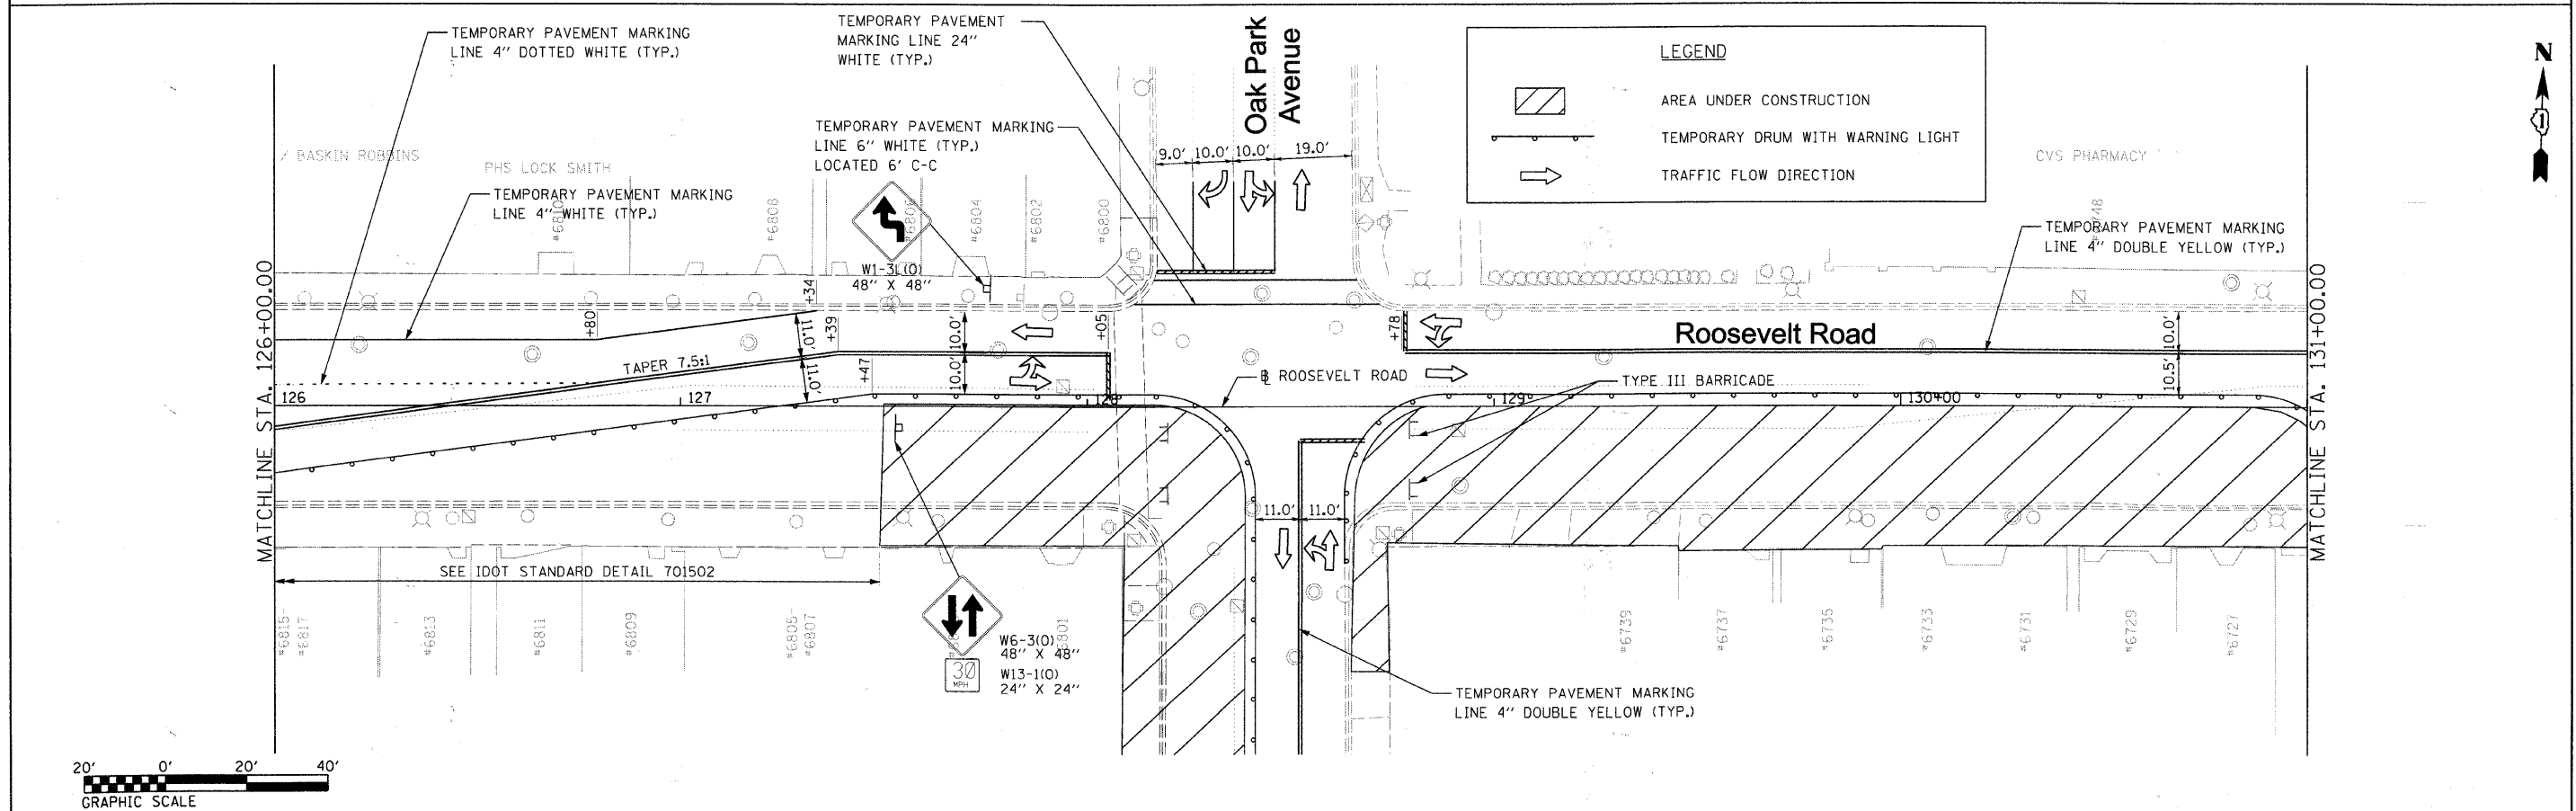 TEMPORARY PAVEMENT MARKING
LINE 4" DOTTED WHITE (TYP.)
TEMPORARY PAVEMENT
MARKING LINE 24"
WHITE (TYP.)
Oak Park
Avenue
LEGEND
AREA UNDER CONSTRUCTION
TEMPORARY DRUM WITH WARNING LIGHT
TRAFFIC FLOW DIRECTION
N
1
TEMPORARY PAVEMENT MARKING
LINE 6" WHITE (TYP.)
LOCATED 6' C-C
/ BASKIN ROBBINS
PHS LOCK SMITH
TEMPORARY PAVEMENT MARKING
LINE 4" WHITE (TYP.)
9.0' 10.0' 10.0' 19.0'
CVS PHARMACY
#6810
#6808
#6806
#6804
#6802
#6800
W1-3L(O)
48" X 48"
TEMPORARY PAVEMENT MARKING
LINE 4" DOUBLE YELLOW (TYP.)
MATCHLINE STA. 126+00.00
+80
+34
11.0'
+39
10.0'
+05
+78
Roosevelt Road
10.0'
MATCHLINE STA. 131+00.00
TAPER 7.5:1
11.0'
+47
10.0'
℄ ROOSEVELT ROAD
TYPE III BARRICADE
10.5'
126
127
128
129
130+00
11.0' 11.0'
SEE IDOT STANDARD DETAIL 701502
#6815-
#6817
#6813
#6811
#6809
#6805-
#6807
#6739
#6737
#6735
#6733
#6731
#6729
#6727
W6-3(O)
48" X 48"
30
MPH
W13-1(O)
24" X 24"
TEMPORARY PAVEMENT MARKING
LINE 4" DOUBLE YELLOW (TYP.)
20' 0' 20' 40'
GRAPHIC SCALE